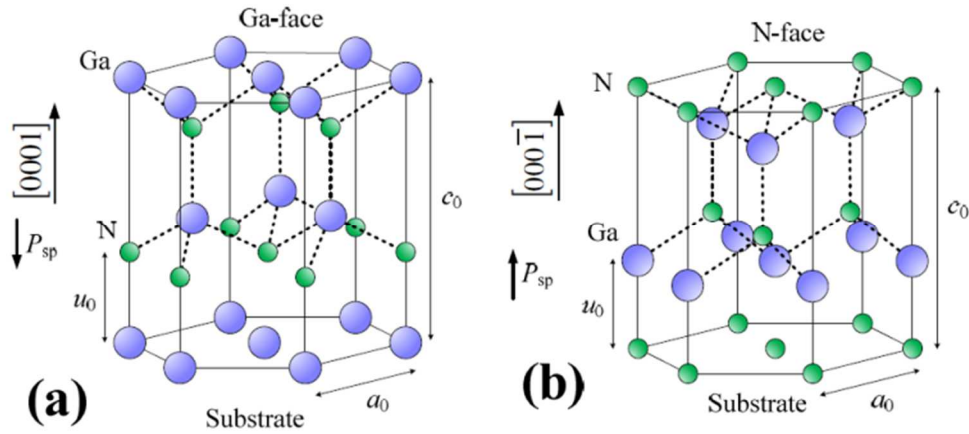 Ga-face
Ga
[0001]
P_sp
N
u_0
c_0
a_0
Substrate
(a)
N-face
N
[0001̄]
P_sp
Ga
u_0
c_0
a_0
Substrate
(b)